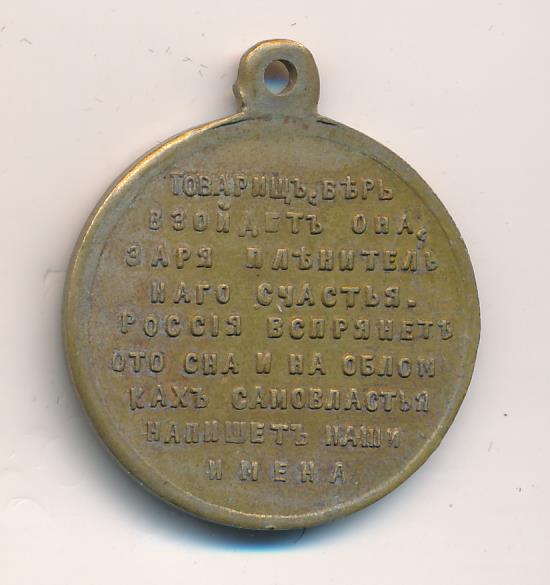 ТОВАРИЩЪ, ВѢРЬ
ВЗОЙДЕТЪ ОНА,
ЗАРЯ ПЛѢНИТЕЛЬ
НАГО СЧАСТЬЯ.
РОССІЯ ВСПРЯНЕТЪ
ОТО СНА И НА ОБЛОМ
КАХЪ САМОВЛАСТЬЯ
НАПИШЕТЪ НАШИ
ИМЕНА